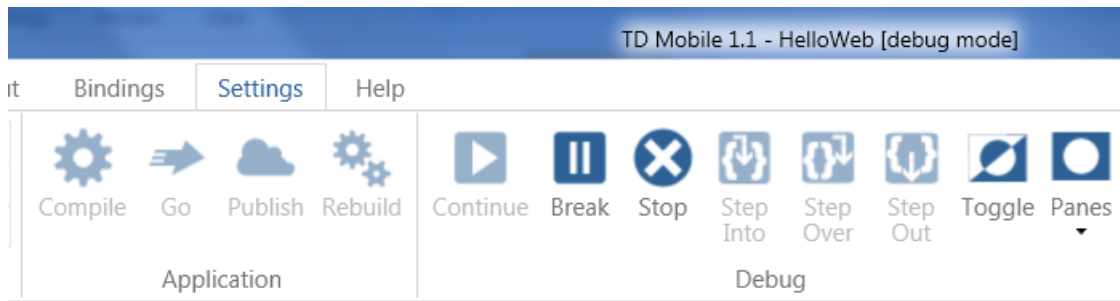 TD Mobile 1.1 - HelloWeb [debug mode]
Bindings Settings Help
Compile Go Publish Rebuild Continue Break Stop Step Into Step Over Step Out Toggle Panes
Application Debug